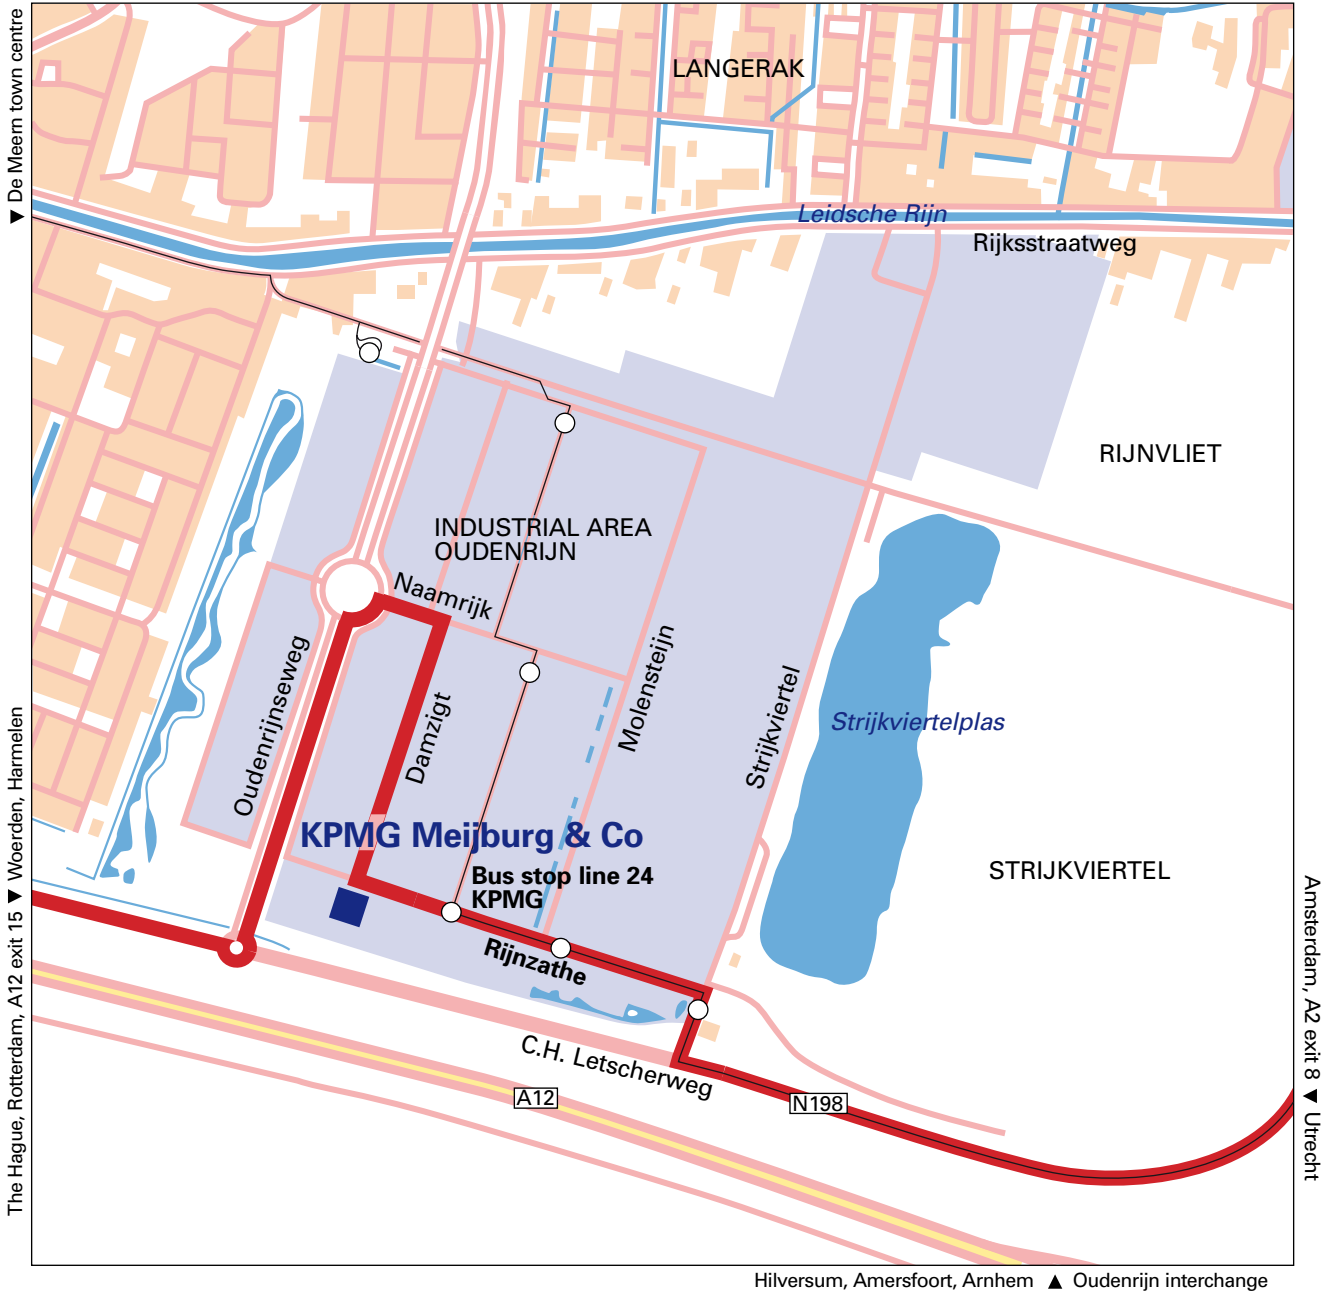 ▼ De Meern town centre
LANGERAK
Leidsche Rijn
Rijksstraatweg
RIJNVLIET
INDUSTRIAL AREA
OUDENRIJN
Naamrijk
Oudenrijnseweg
Damzigt
Molensteijn
Strijkviertel
Strijkviertelplas
KPMG Meijburg & Co
Bus stop line 24
KPMG
STRIJKVIERTEL
Rijnzathe
C.H. Letscherweg
A12
N198
The Hague, Rotterdam, A12 exit 15 ▼ Woerden, Harmelen
Amsterdam, A2 exit 8 ▲ Utrecht
Hilversum, Amersfoort, Arnhem ▲ Oudenrijn interchange